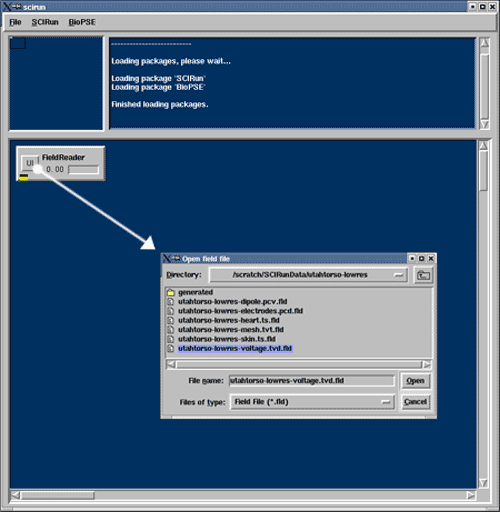 scirun
File SCIRun BioPSE
-------------------------
Loading packages, please wait...
Loading package 'SCIRun'
Loading package 'BioPSE'
Finished loading packages.
FieldReader
UI
0.00
Open field file
Directory: /scratch/SCIRunData/utahtorso-lowres
generated
utahtorso-lowres-dipole.pcv.fld
utahtorso-lowres-electrodes.pcd.fld
utahtorso-lowres-heart.ts.fld
utahtorso-lowres-mesh.tvt.fld
utahtorso-lowres-skin.ts.fld
utahtorso-lowres-voltage.tvd.fld
File name: utahtorso-lowres-voltage.tvd.fld Open
Files of type: Field File (*.fld) Cancel